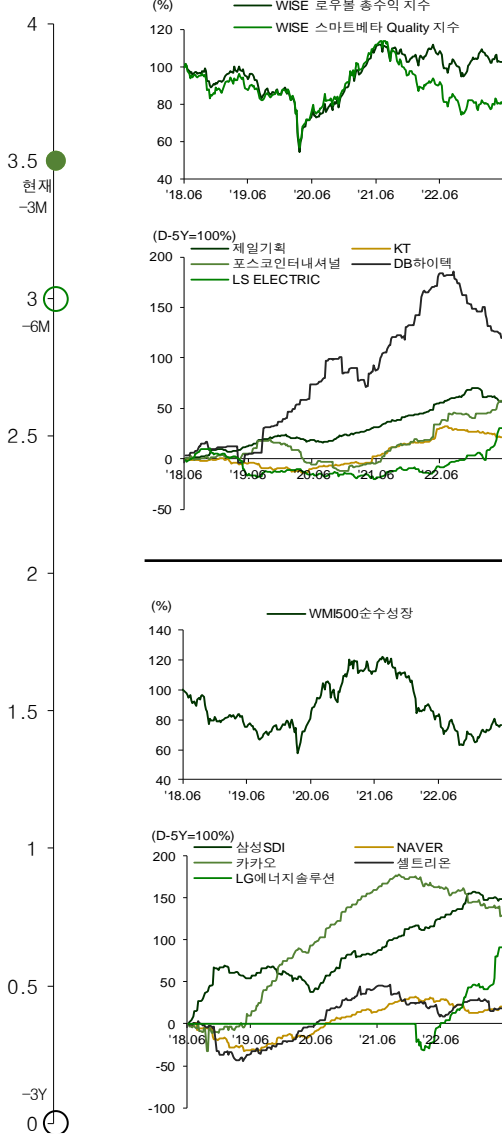 4
3.5
현재
-3M
3
-6M
2.5
2
1.5
1
0.5
-3Y
0
(%)
WISE 로우볼 총수익 지수
WISE 스마트베타 Quality 지수
120
100
80
60
40
'18.06 '19.06 '20.06 '21.06 '22.06
(D-5Y=100%)
제일기획 KT
포스코인터내셔널 DB하이텍
LS ELECTRIC
200
150
100
50
0
-50
'18.06 '19.06 '20.06 '21.06 '22.06
(%)
WMI500순수성장
140
120
100
80
60
40
'18.06 '19.06 '20.06 '21.06 '22.06
(D-5Y=100%)
삼성SDI NAVER
카카오 셀트리온
LG에너지솔루션
200
150
100
50
0
-50
-100
'18.06 '19.06 '20.06 '21.06 '22.06